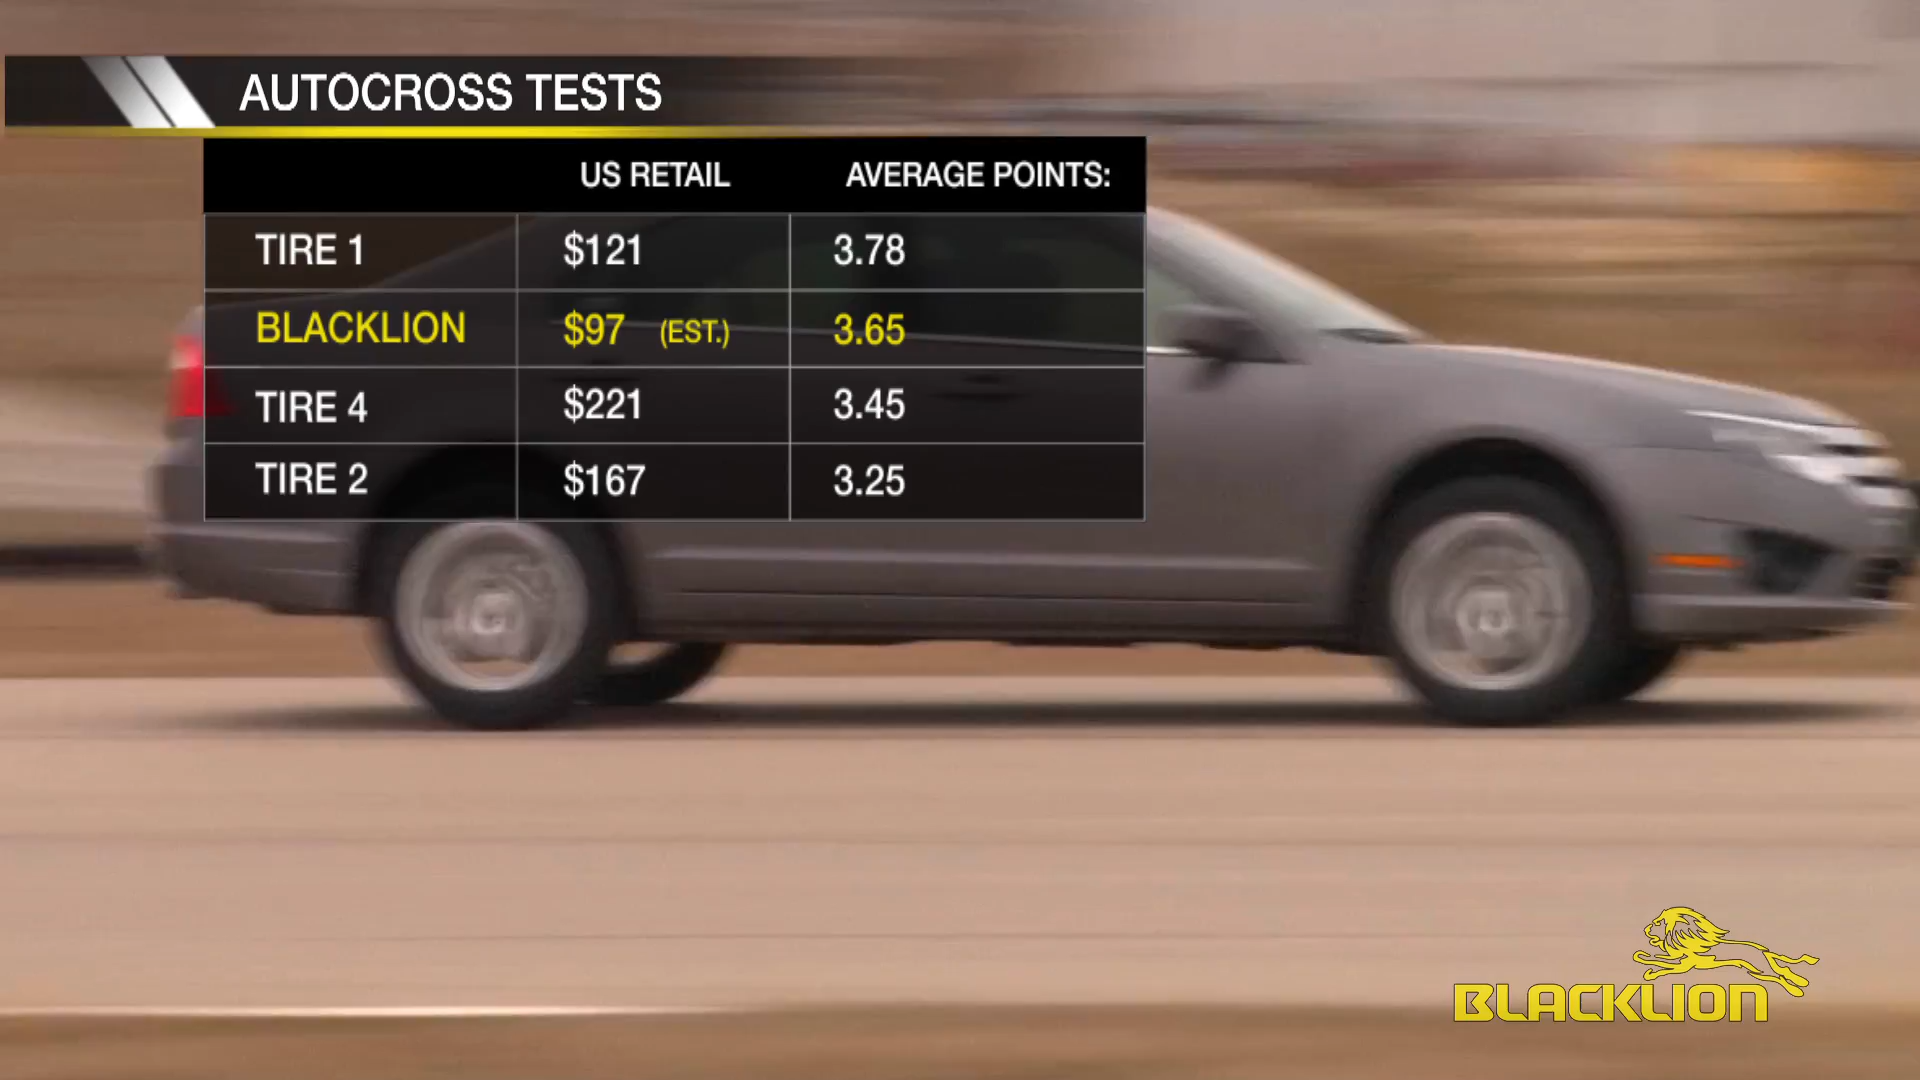 AUTOCROSS TESTS
US RETAIL AVERAGE POINTS:
TIRE 1 $121 3.78
BLACKLION $97 (EST.) 3.65
TIRE 4 $221 3.45
TIRE 2 $167 3.25
BLACKLION